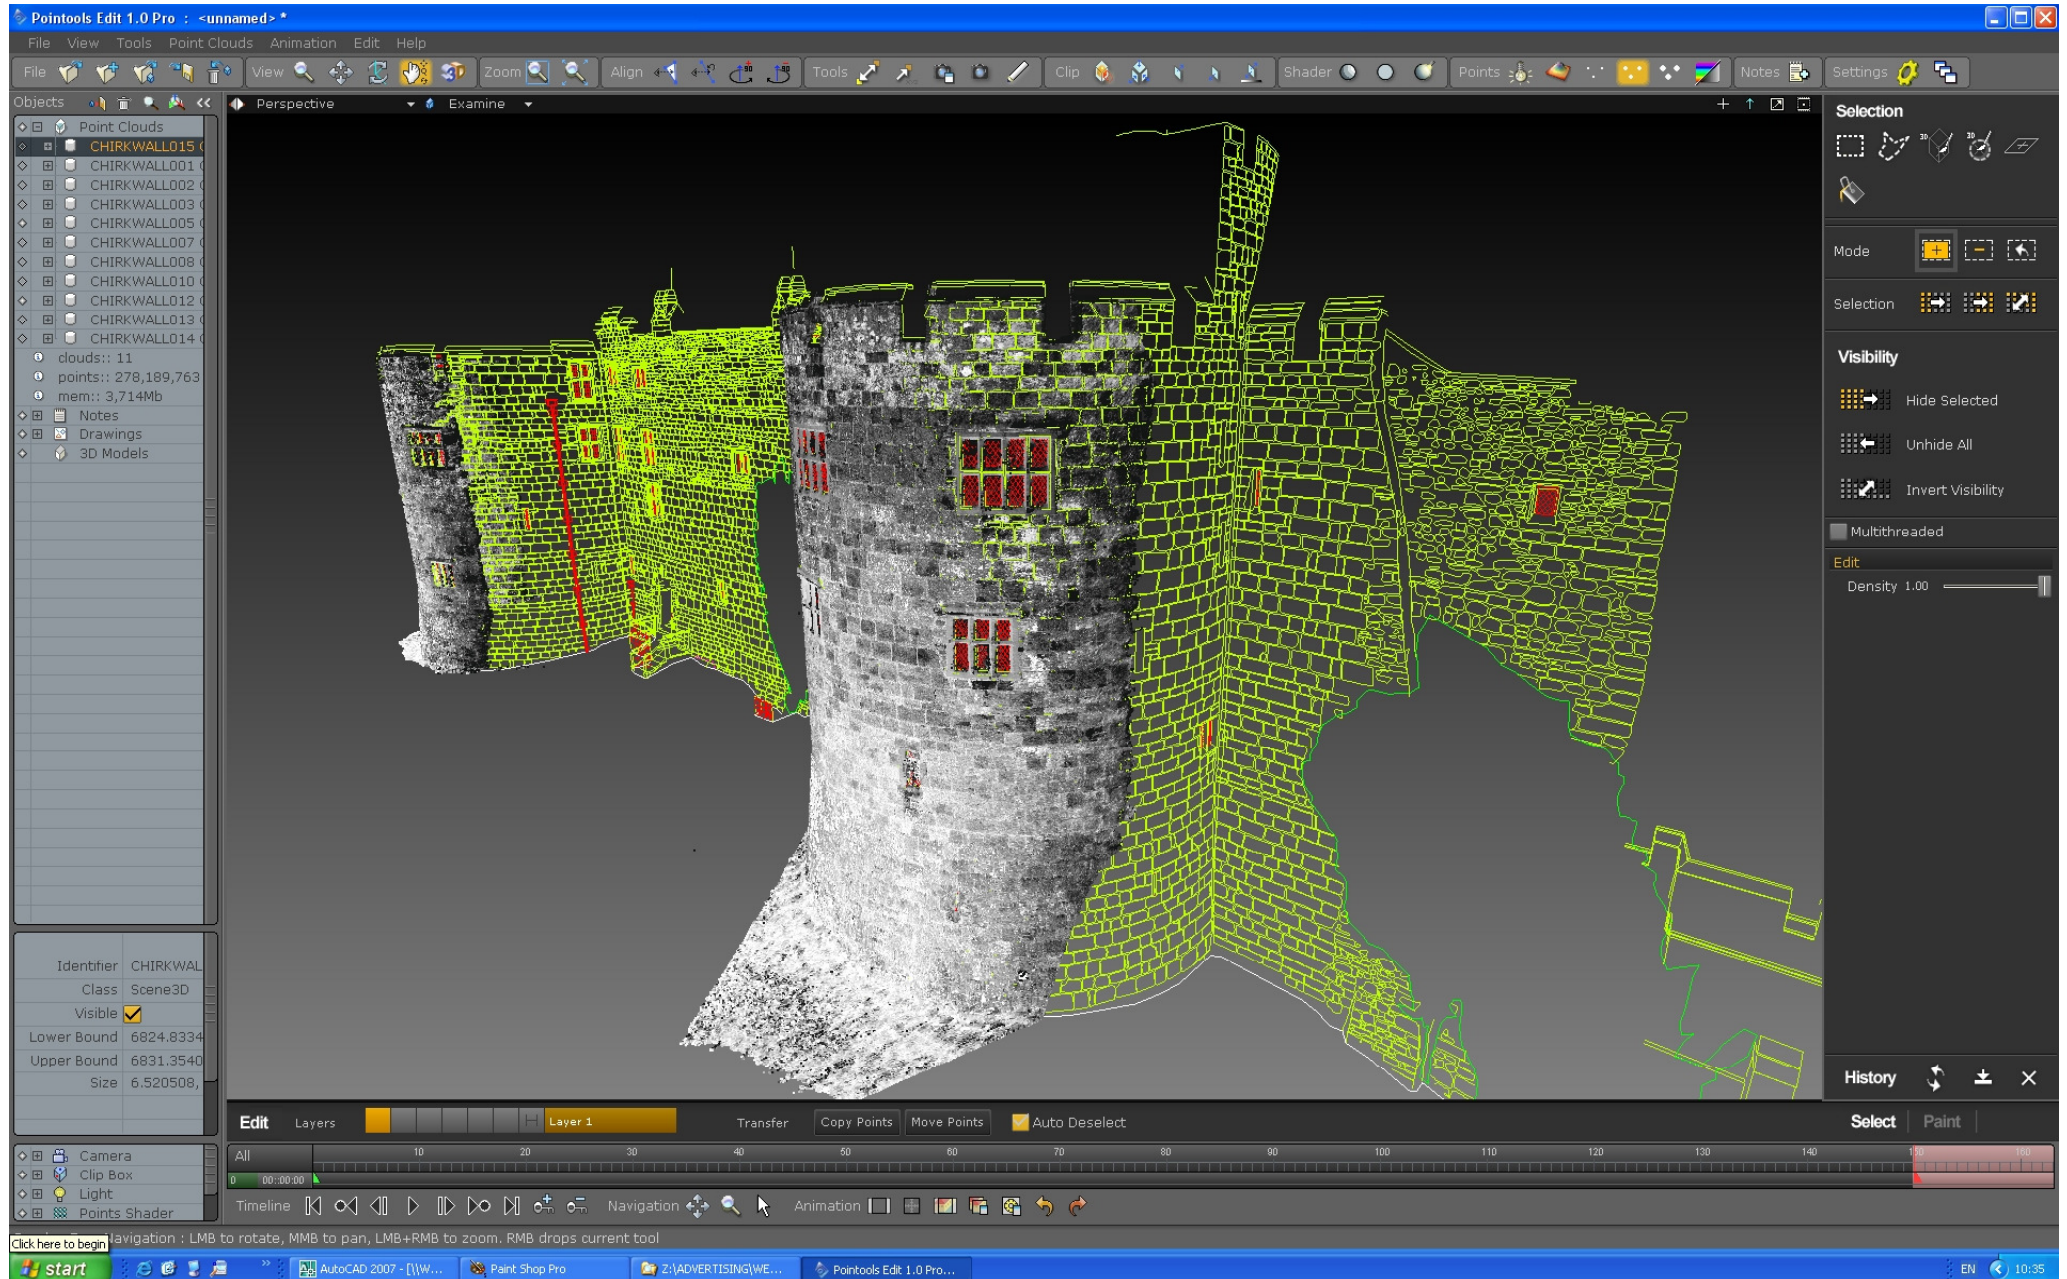 Pointools Edit 1.0 Pro : <unnamed> *
File View Tools Point Clouds Animation Edit Help
File View Zoom Align Tools Clip Shader Points Notes Settings
Objects
Perspective Examine
Point Clouds
CHIRKWALL015
CHIRKWALL001
CHIRKWALL002
CHIRKWALL003
CHIRKWALL005
CHIRKWALL007
CHIRKWALL008
CHIRKWALL010
CHIRKWALL012
CHIRKWALL013
CHIRKWALL014
clouds:: 11
points:: 278,189,763
mem:: 3,714Mb
Notes
Drawings
3D Models
Identifier CHIRKWAL
Class Scene3D
Visible
Lower Bound 6824.8334
Upper Bound 6831.3540
Size 6.520508,
Camera
Clip Box
Light
Points Shader
Selection
3D 3D
Mode
Selection
Visibility
Hide Selected
Unhide All
Invert Visibility
Multithreaded
Edit
Density 1.00
History
Edit Layers Layer 1 Transfer Copy Points Move Points Auto Deselect Select Paint
All 10 20 30 40 50 60 70 80 90 100 110 120 130 140 150 160
0 00::00:00
Timeline Navigation Animation
Click here to begin
Navigation : LMB to rotate, MMB to pan, LMB+RMB to zoom. RMB drops current tool
start AutoCAD 2007 - [\\W... Paint Shop Pro Z:\ADVERTISING\WE... Pointools Edit 1.0 Pro... EN 10:35